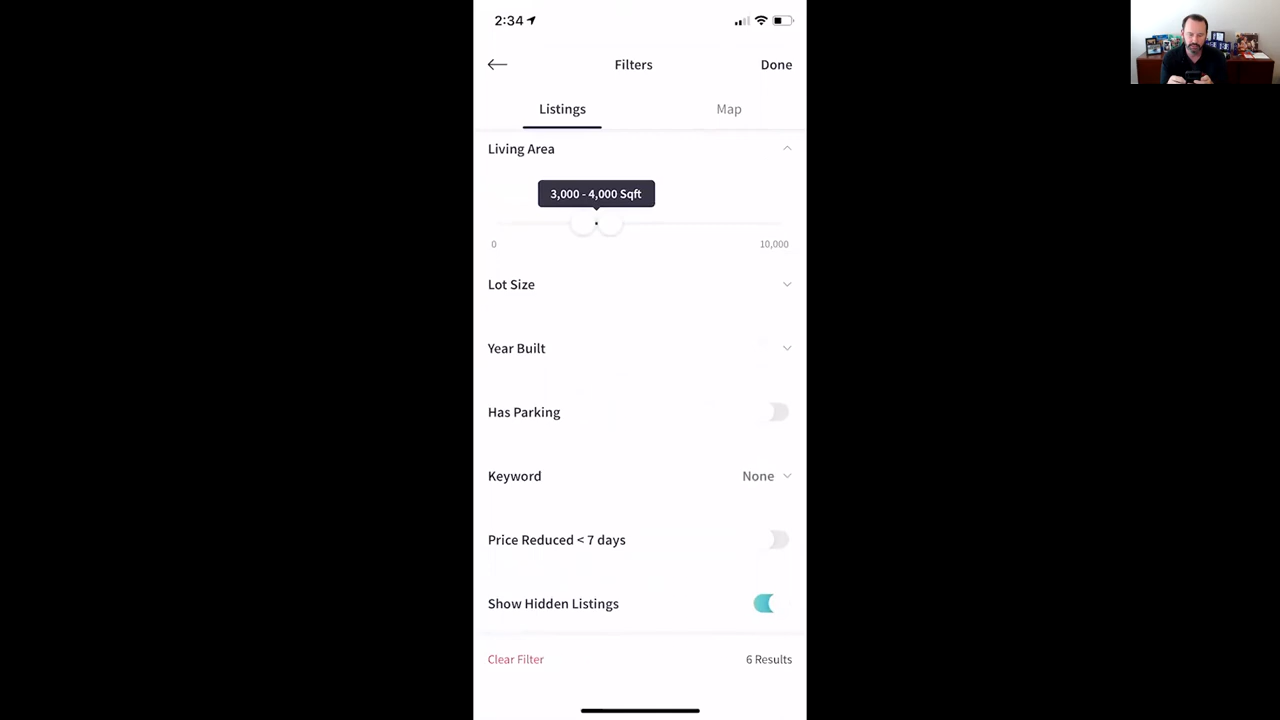 2:34
Filters
Done
Listings
Map
Living Area
3,000 - 4,000 Sqft
0
10,000
Lot Size
Year Built
Has Parking
Keyword
None
Price Reduced < 7 days
Show Hidden Listings
Clear Filter
6 Results